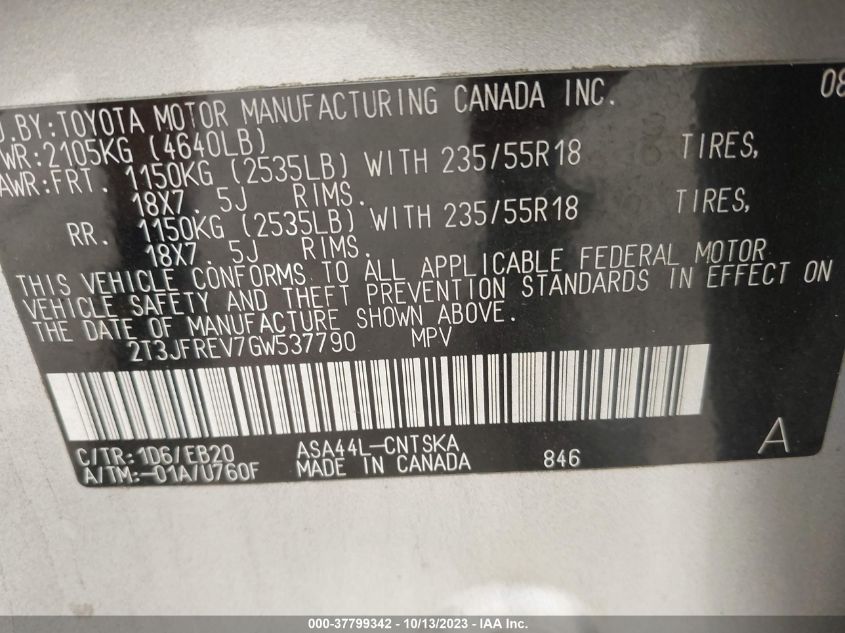 BY:TOYOTA MOTOR MANUFACTURING CANADA INC. 08
WR:2105KG (4640LB)
AWR:FRT. 1150KG (2535LB) WITH 235/55R18 TIRES,
18X7. 5J RIMS.
RR. 1150KG (2535LB) WITH 235/55R18 TIRES,
18X7. 5J RIMS.
THIS VEHICLE CONFORMS TO ALL APPLICABLE FEDERAL MOTOR
VEHICLE SAFETY AND THEFT PREVENTION STANDARDS IN EFFECT ON
THE DATE OF MANUFACTURE SHOWN ABOVE.
2T3JFREV7GW537790 MPV
C/TR:1D6/EB20 ASA44L-CNTSKA A
A/TM:-01A/U760F MADE IN CANADA 846
000-37799342 - 10/13/2023 - IAA Inc.